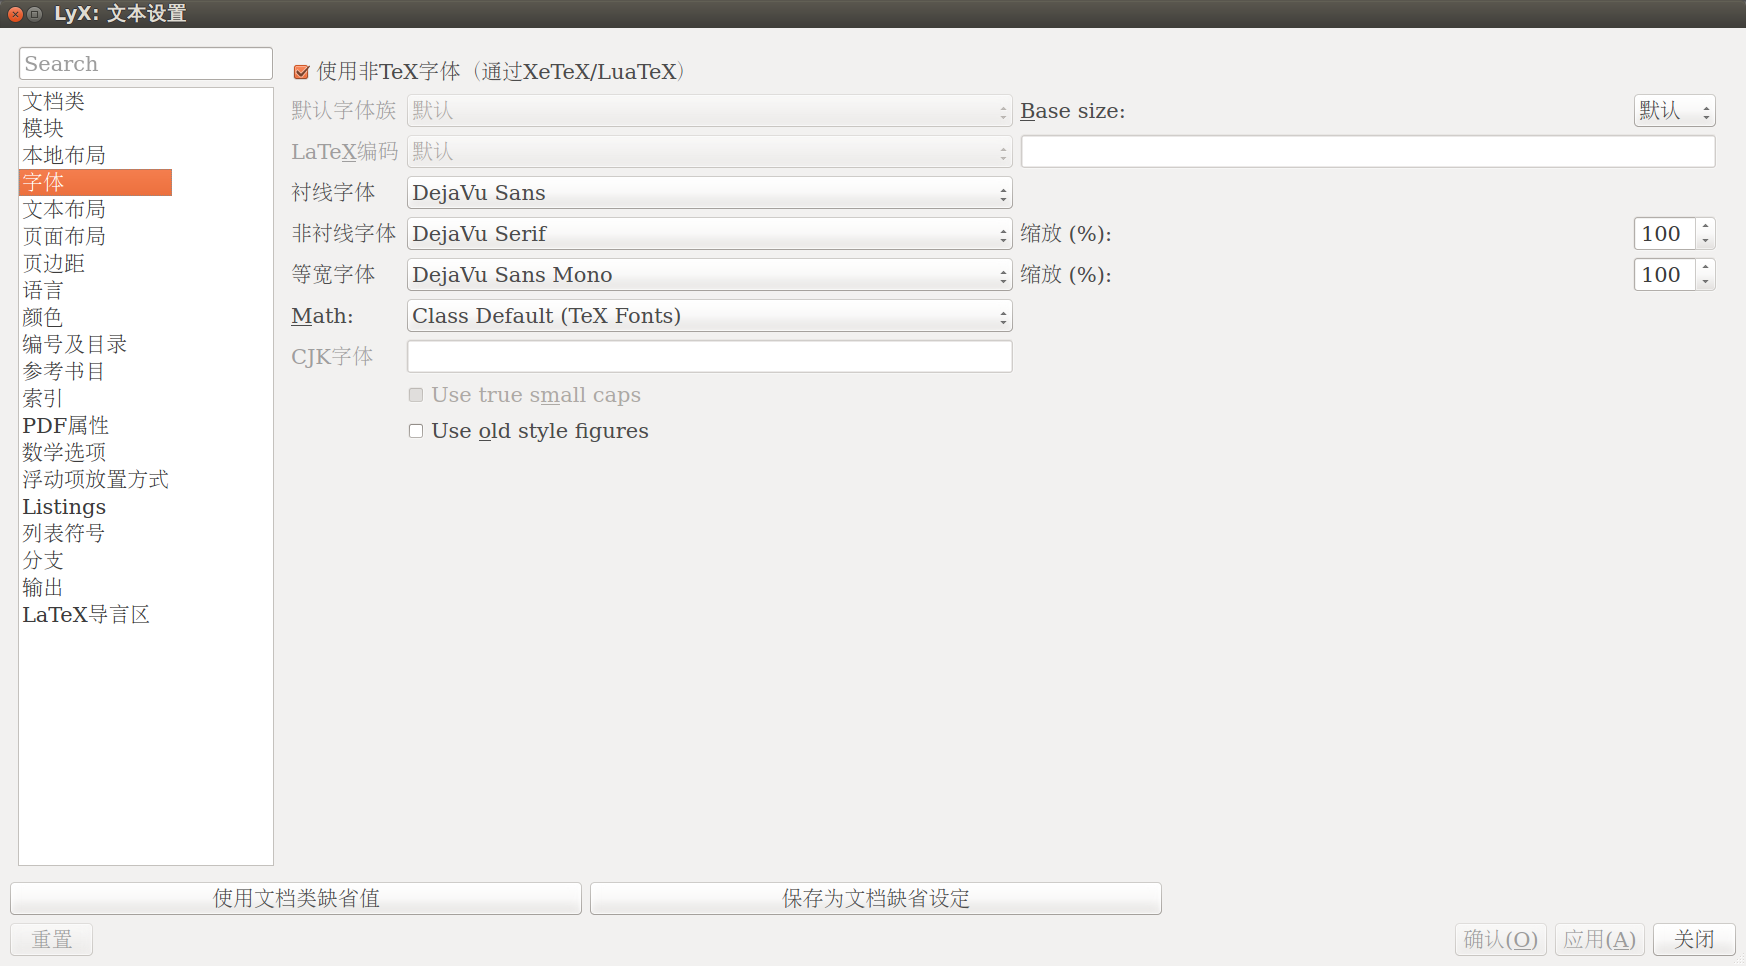 LyX: 文本设置
Search
文档类
模块
本地布局
字体
文本布局
页面布局
页边距
语言
颜色
编号及目录
参考书目
索引
PDF属性
数学选项
浮动项放置方式
Listings
列表符号
分支
输出
LaTeX导言区
使用非TeX字体（通过XeTeX/LuaTeX）
默认字体族 默认 Base size: 默认
LaTeX编码 默认
衬线字体 DejaVu Sans
非衬线字体 DejaVu Serif 缩放 (%): 100
等宽字体 DejaVu Sans Mono 缩放 (%): 100
Math: Class Default (TeX Fonts)
CJK字体
Use true small caps
Use old style figures
使用文档类缺省值 保存为文档缺省设定
重置 确认(O) 应用(A) 关闭